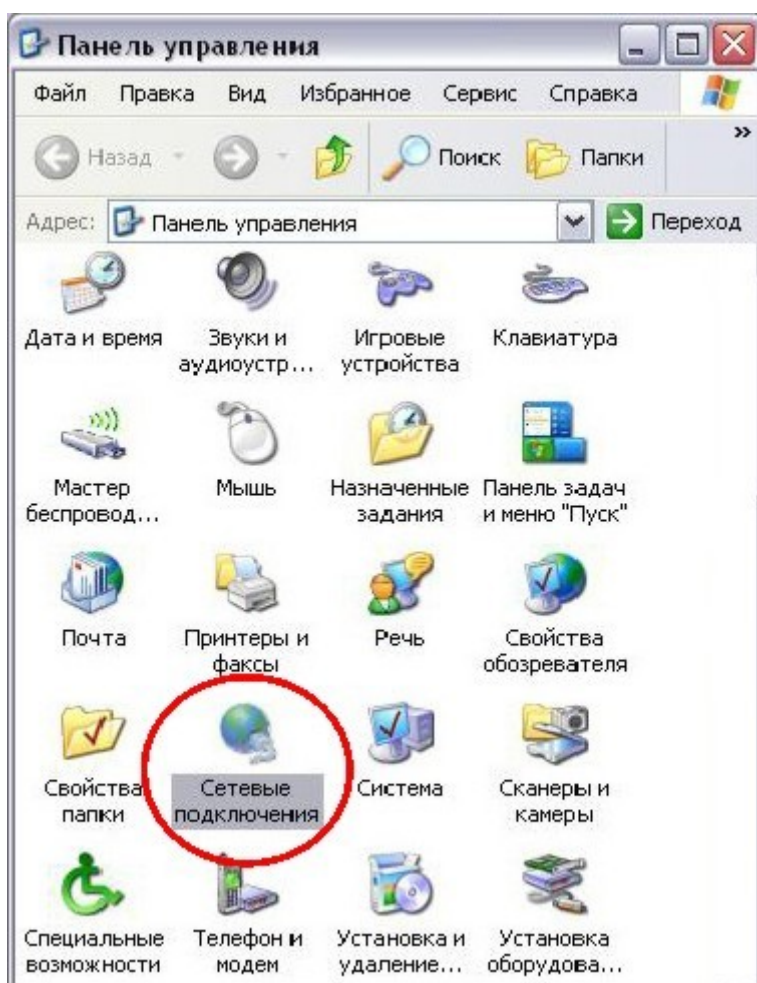 Панель управления
Файл Правка Вид Избранное Сервис Справка
Назад Поиск Папки »
Адрес: Панель управления Переход
Дата и время
Звуки и
аудиоустр...
Игровые
устройства
Клавиатура
Мастер
беспровод...
Мышь
Назначенные
задания
Панель задач
и меню "Пуск"
Почта
Принтеры и
факсы
Речь
Свойства
обозревателя
Свойства
папки
Сетевые
подключения
Система
Сканеры и
камеры
Специальные
возможности
Телефон и
модем
Установка и
удаление...
Установка
оборудова...